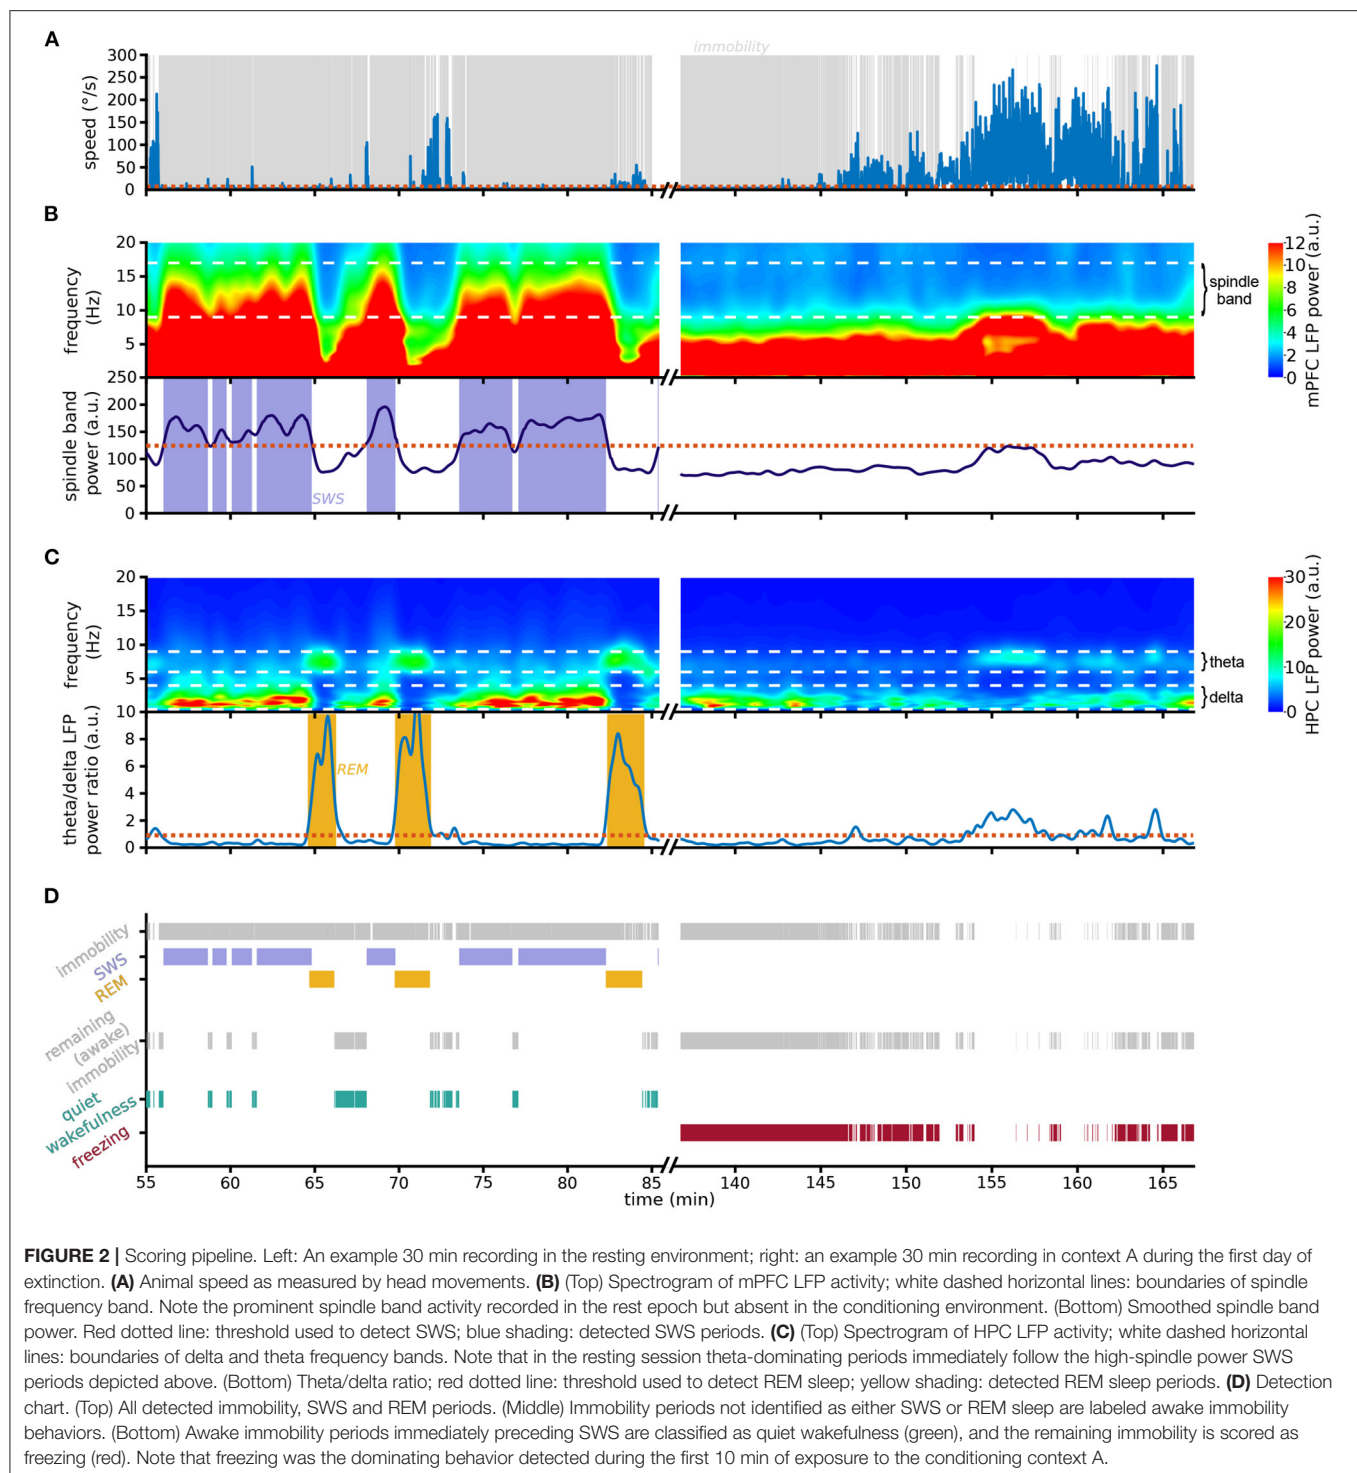 A
immobility
300
250
200
150
100
50
0
speed (°/s)
B
20
15
10
5
frequency
(Hz)
spindle
band
12
10
8
6
4
2
0
mPFC LFP power (a.u.)
250
200
150
100
50
0
spindle band
power (a.u.)
SWS
C
20
15
10
5
frequency
(Hz)
theta
delta
30
20
10
0
HPC LFP power (a.u.)
10
8
6
4
2
0
theta/delta LFP
power ratio (a.u.)
REM
D
immobility
SWS
REM
remaining
(awake)
immobility
quiet
wakefulness
freezing
55 60 65 70 75 80 85 140 145 150 155 160 165
time (min)
FIGURE 2 | Scoring pipeline. Left: An example 30 min recording in the resting environment; right: an example 30 min recording in context A during the first day of
extinction. (A) Animal speed as measured by head movements. (B) (Top) Spectrogram of mPFC LFP activity; white dashed horizontal lines: boundaries of spindle
frequency band. Note the prominent spindle band activity recorded in the rest epoch but absent in the conditioning environment. (Bottom) Smoothed spindle band
power. Red dotted line: threshold used to detect SWS; blue shading: detected SWS periods. (C) (Top) Spectrogram of HPC LFP activity; white dashed horizontal
lines: boundaries of delta and theta frequency bands. Note that in the resting session theta-dominating periods immediately follow the high-spindle power SWS
periods depicted above. (Bottom) Theta/delta ratio; red dotted line: threshold used to detect REM sleep; yellow shading: detected REM sleep periods. (D) Detection
chart. (Top) All detected immobility, SWS and REM periods. (Middle) Immobility periods not identified as either SWS or REM sleep are labeled awake immobility
behaviors. (Bottom) Awake immobility periods immediately preceding SWS are classified as quiet wakefulness (green), and the remaining immobility is scored as
freezing (red). Note that freezing was the dominating behavior detected during the first 10 min of exposure to the conditioning context A.